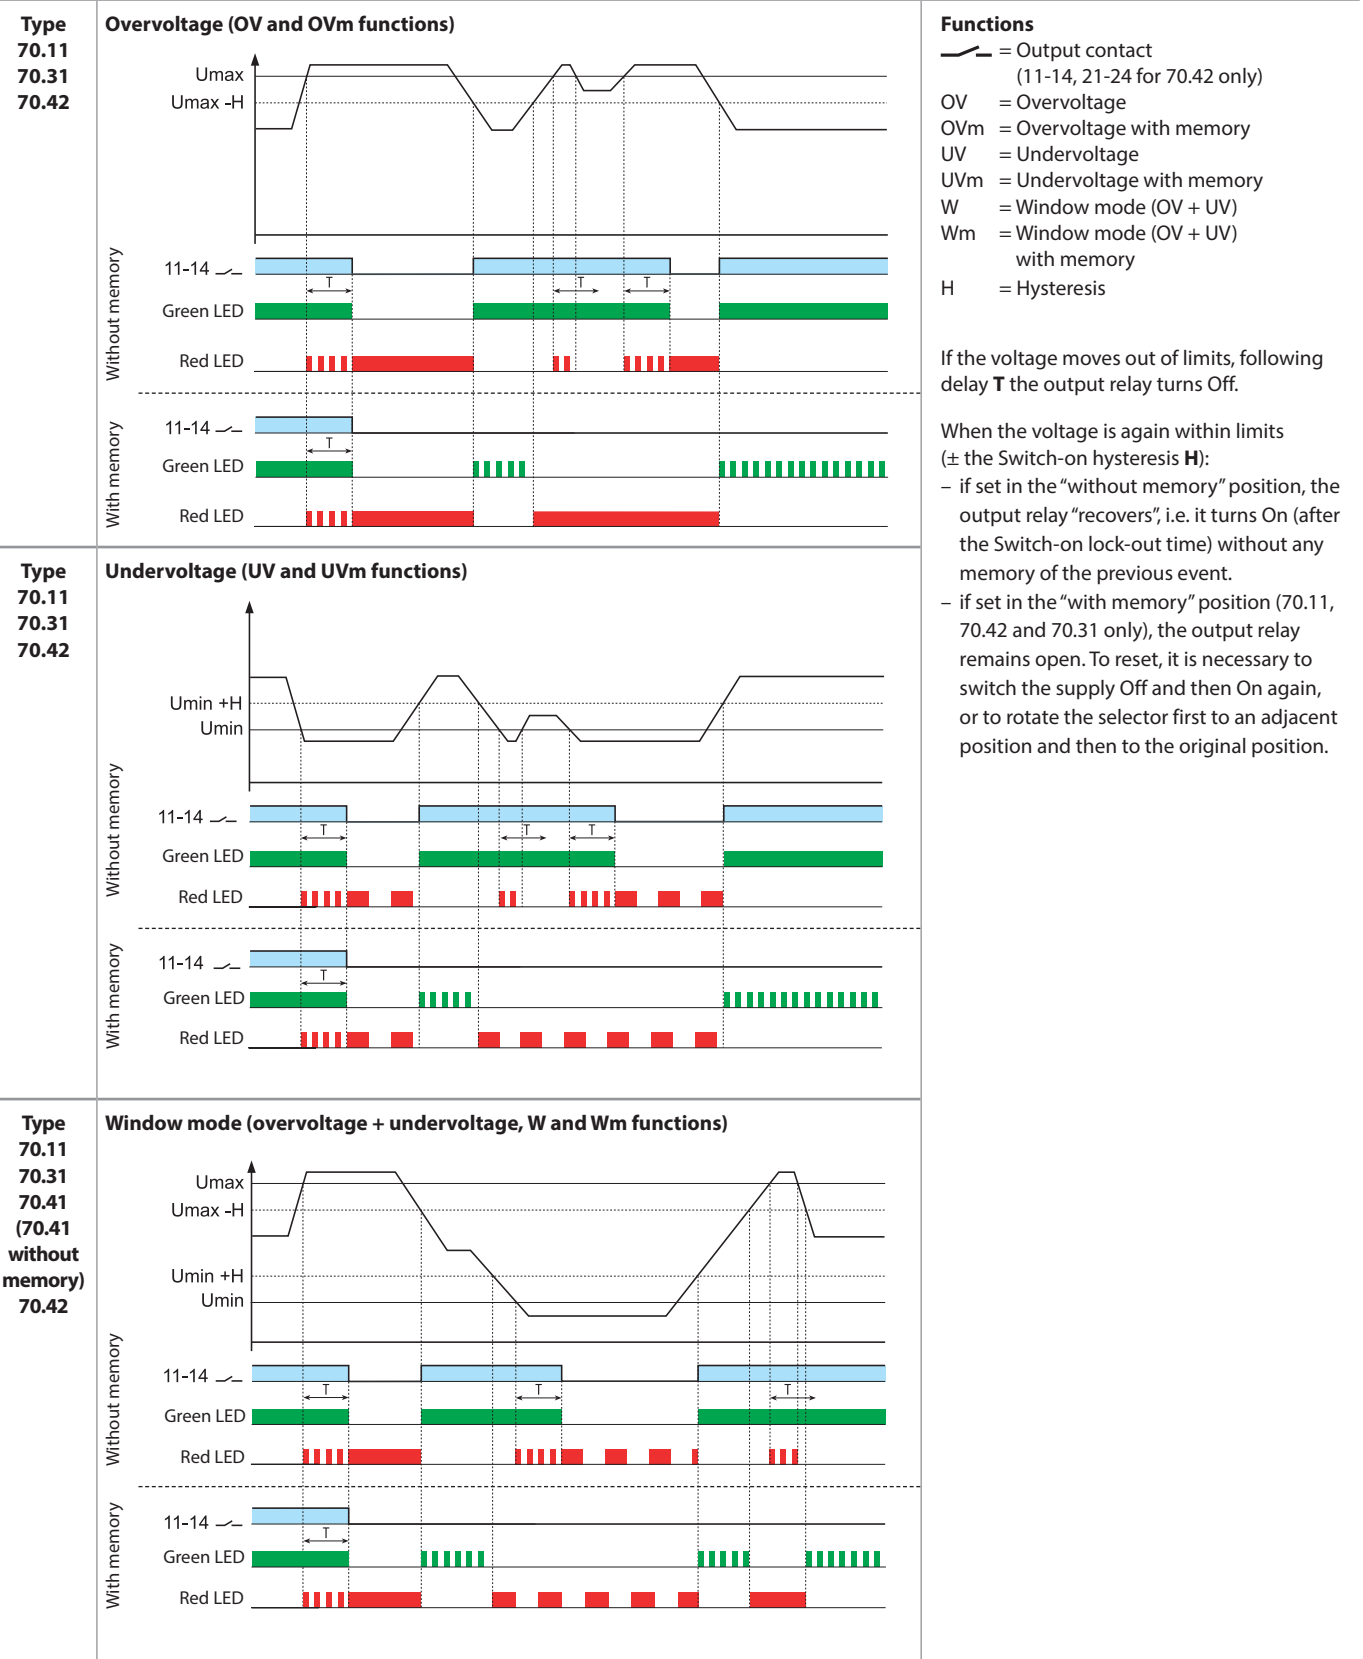 Type
70.11
70.31
70.42
Overvoltage (OV and OVm functions)
Umax
Umax -H
Without memory
11-14
T
T
T
Green LED
Red LED
With memory
11-14
T
Green LED
Red LED
Type
70.11
70.31
70.42
Undervoltage (UV and UVm functions)
Umin +H
Umin
Without memory
11-14
T
T
T
Green LED
Red LED
With memory
11-14
T
Green LED
Red LED
Type
70.11
70.31
70.41
(70.41
without
memory)
70.42
Window mode (overvoltage + undervoltage, W and Wm functions)
Umax
Umax -H
Umin +H
Umin
Without memory
11-14
T
T
T
Green LED
Red LED
With memory
11-14
T
Green LED
Red LED
Functions
= Output contact
(11-14, 21-24 for 70.42 only)
OV = Overvoltage
OVm = Overvoltage with memory
UV = Undervoltage
UVm = Undervoltage with memory
W = Window mode (OV + UV)
Wm = Window mode (OV + UV)
with memory
H = Hysteresis
If the voltage moves out of limits, following
delay T the output relay turns Off.
When the voltage is again within limits
(± the Switch-on hysteresis H):
– if set in the “without memory” position, the
output relay “recovers”, i.e. it turns On (after
the Switch-on lock-out time) without any
memory of the previous event.
– if set in the “with memory” position (70.11,
70.42 and 70.31 only), the output relay
remains open. To reset, it is necessary to
switch the supply Off and then On again,
or to rotate the selector first to an adjacent
position and then to the original position.